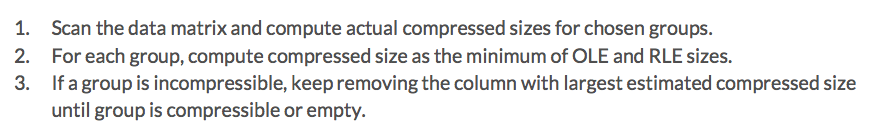 1. Scan the data matrix and compute actual compressed sizes for chosen groups.
2. For each group, compute compressed size as the minimum of OLE and RLE sizes.
3. If a group is incompressible, keep removing the column with largest estimated compressed size
until group is compressible or empty.